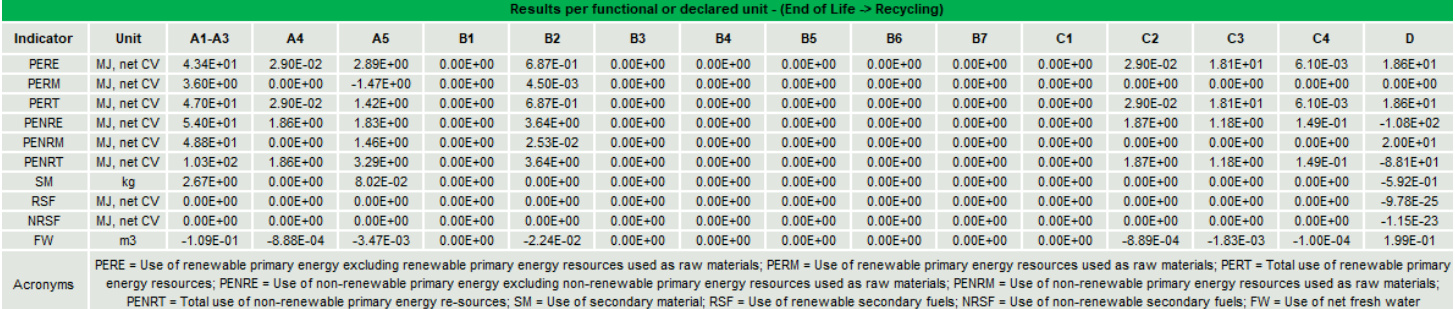 Results per functional or declared unit - (End of Life -> Recycling)
Indicator Unit A1-A3 A4 A5 B1 B2 B3 B4 B5 B6 B7 C1 C2 C3 C4 D
PERE MJ, net CV 4.34E+01 2.90E-02 2.89E+00 0.00E+00 6.87E-01 0.00E+00 0.00E+00 0.00E+00 0.00E+00 0.00E+00 0.00E+00 2.90E-02 1.81E+01 6.10E-03 1.86E+01
PERM MJ, net CV 3.60E+00 0.00E+00 -1.47E+00 0.00E+00 4.50E-03 0.00E+00 0.00E+00 0.00E+00 0.00E+00 0.00E+00 0.00E+00 0.00E+00 0.00E+00 0.00E+00 0.00E+00
PERT MJ, net CV 4.70E+01 2.90E-02 1.42E+00 0.00E+00 6.87E-01 0.00E+00 0.00E+00 0.00E+00 0.00E+00 0.00E+00 0.00E+00 2.90E-02 1.81E+01 6.10E-03 1.86E+01
PENRE MJ, net CV 5.40E+01 1.86E+00 1.83E+00 0.00E+00 3.64E+00 0.00E+00 0.00E+00 0.00E+00 0.00E+00 0.00E+00 0.00E+00 1.87E+00 1.18E+00 1.49E-01 -1.08E+02
PENRM MJ, net CV 4.88E+01 0.00E+00 1.46E+00 0.00E+00 2.53E-02 0.00E+00 0.00E+00 0.00E+00 0.00E+00 0.00E+00 0.00E+00 0.00E+00 0.00E+00 0.00E+00 2.00E+01
PENRT MJ, net CV 1.03E+02 1.86E+00 3.29E+00 0.00E+00 3.64E+00 0.00E+00 0.00E+00 0.00E+00 0.00E+00 0.00E+00 0.00E+00 1.87E+00 1.18E+00 1.49E-01 -8.81E+01
SM kg 2.67E+00 0.00E+00 8.02E-02 0.00E+00 0.00E+00 0.00E+00 0.00E+00 0.00E+00 0.00E+00 0.00E+00 0.00E+00 0.00E+00 0.00E+00 0.00E+00 -5.92E-01
RSF MJ, net CV 0.00E+00 0.00E+00 0.00E+00 0.00E+00 0.00E+00 0.00E+00 0.00E+00 0.00E+00 0.00E+00 0.00E+00 0.00E+00 0.00E+00 0.00E+00 0.00E+00 -9.78E-25
NRSF MJ, net CV 0.00E+00 0.00E+00 0.00E+00 0.00E+00 0.00E+00 0.00E+00 0.00E+00 0.00E+00 0.00E+00 0.00E+00 0.00E+00 0.00E+00 0.00E+00 0.00E+00 -1.15E-23
FW m3 -1.09E-01 -8.88E-04 -3.47E-03 0.00E+00 -2.24E-02 0.00E+00 0.00E+00 0.00E+00 0.00E+00 0.00E+00 0.00E+00 -8.89E-04 -1.83E-03 -1.00E-04 1.99E-01
Acronyms
PERE = Use of renewable primary energy excluding renewable primary energy resources used as raw materials; PERM = Use of renewable primary energy resources used as raw materials; PERT = Total use of renewable primary
energy resources; PENRE = Use of non-renewable primary energy excluding non-renewable primary energy resources used as raw materials; PENRM = Use of non-renewable primary energy resources used as raw materials;
PENRT = Total use of non-renewable primary energy re-sources; SM = Use of secondary material; RSF = Use of renewable secondary fuels; NRSF = Use of non-renewable secondary fuels; FW = Use of net fresh water